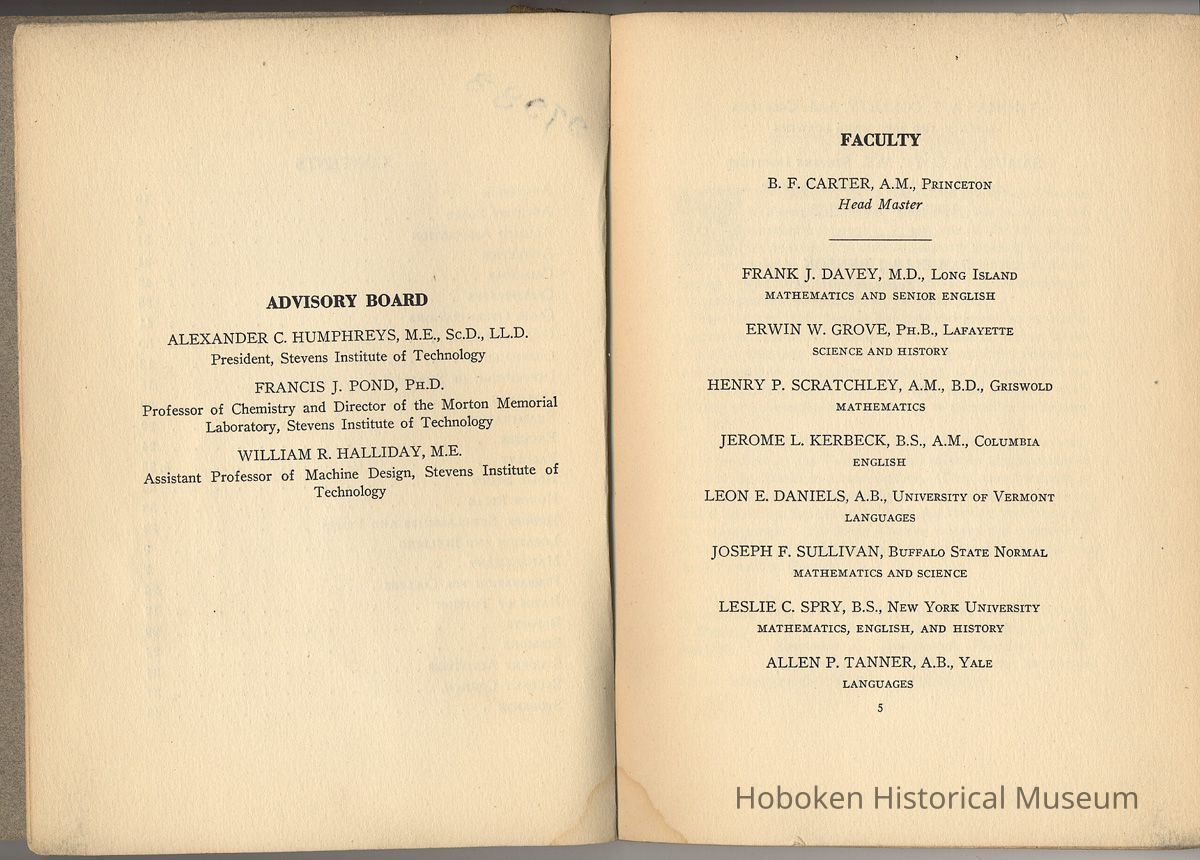 ADVISORY BOARD
ALEXANDER C. HUMPHREYS, M.E., Sc.D., LL.D.
President, Stevens Institute of Technology
FRANCIS J. POND, Ph.D.
Professor of Chemistry and Director of the Morton Memorial
Laboratory, Stevens Institute of Technology
WILLIAM R. HALLIDAY, M.E.
Assistant Professor of Machine Design, Stevens Institute of
Technology
FACULTY
B. F. CARTER, A.M., Princeton
Head Master
FRANK J. DAVEY, M.D., Long Island
MATHEMATICS AND SENIOR ENGLISH
ERWIN W. GROVE, Ph.B., Lafayette
SCIENCE AND HISTORY
HENRY P. SCRATCHLEY, A.M., B.D., Griswold
MATHEMATICS
JEROME L. KERBECK, B.S., A.M., Columbia
ENGLISH
LEON E. DANIELS, A.B., University of Vermont
LANGUAGES
JOSEPH F. SULLIVAN, Buffalo State Normal
MATHEMATICS AND SCIENCE
LESLIE C. SPRY, B.S., New York University
MATHEMATICS, ENGLISH, AND HISTORY
ALLEN P. TANNER, A.B., Yale
LANGUAGES
5
Hoboken Historical Museum